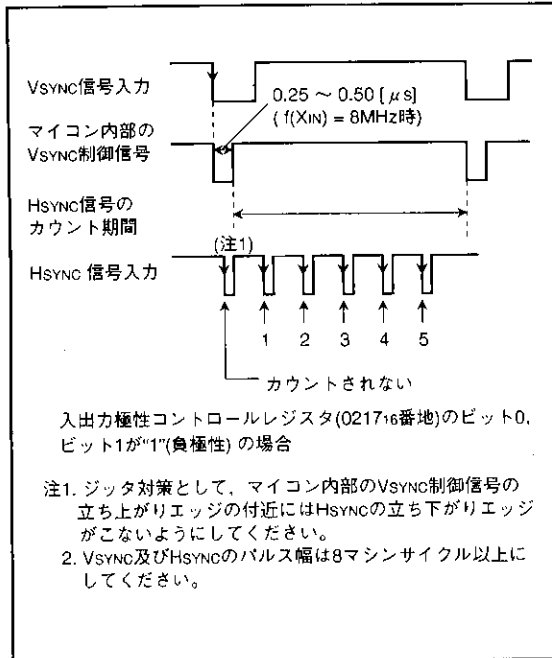 VSYNC信号入力
0.25 ～ 0.50 [ μs]
( f(XIN) = 8MHz時)
マイコン内部の
VSYNC制御信号
HSYNC信号の
カウント期間
(注1)
HSYNC 信号入力
1 2 3 4 5
カウントされない
入出力極性コントロールレジスタ(021716番地)のビット0,
ビット1が“1”(負極性) の場合
注1. ジッタ対策として，マイコン内部のVSYNC制御信号の
立ち上がりエッジの付近にはHSYNCの立ち下がりエッジ
がこないようにしてください。
2. VSYNC及びHSYNCのパルス幅は8マシンサイクル以上に
してください。